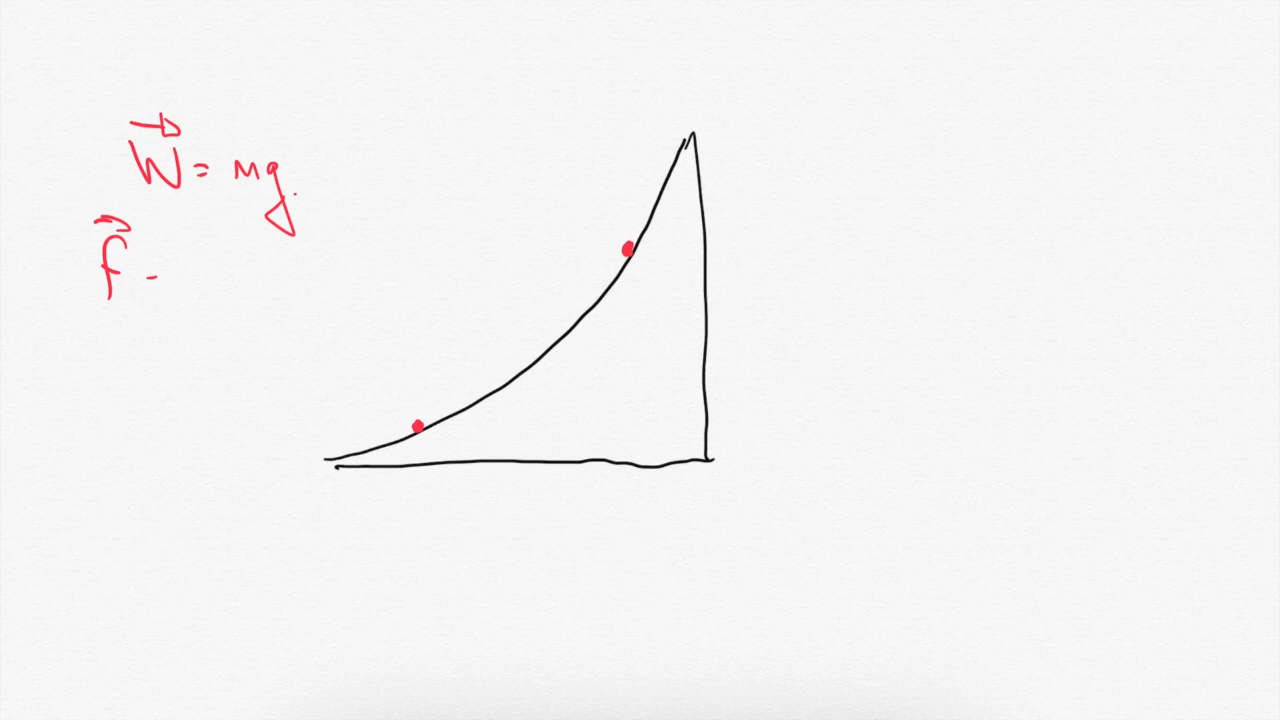 W⃗ = mg
f⃗ -